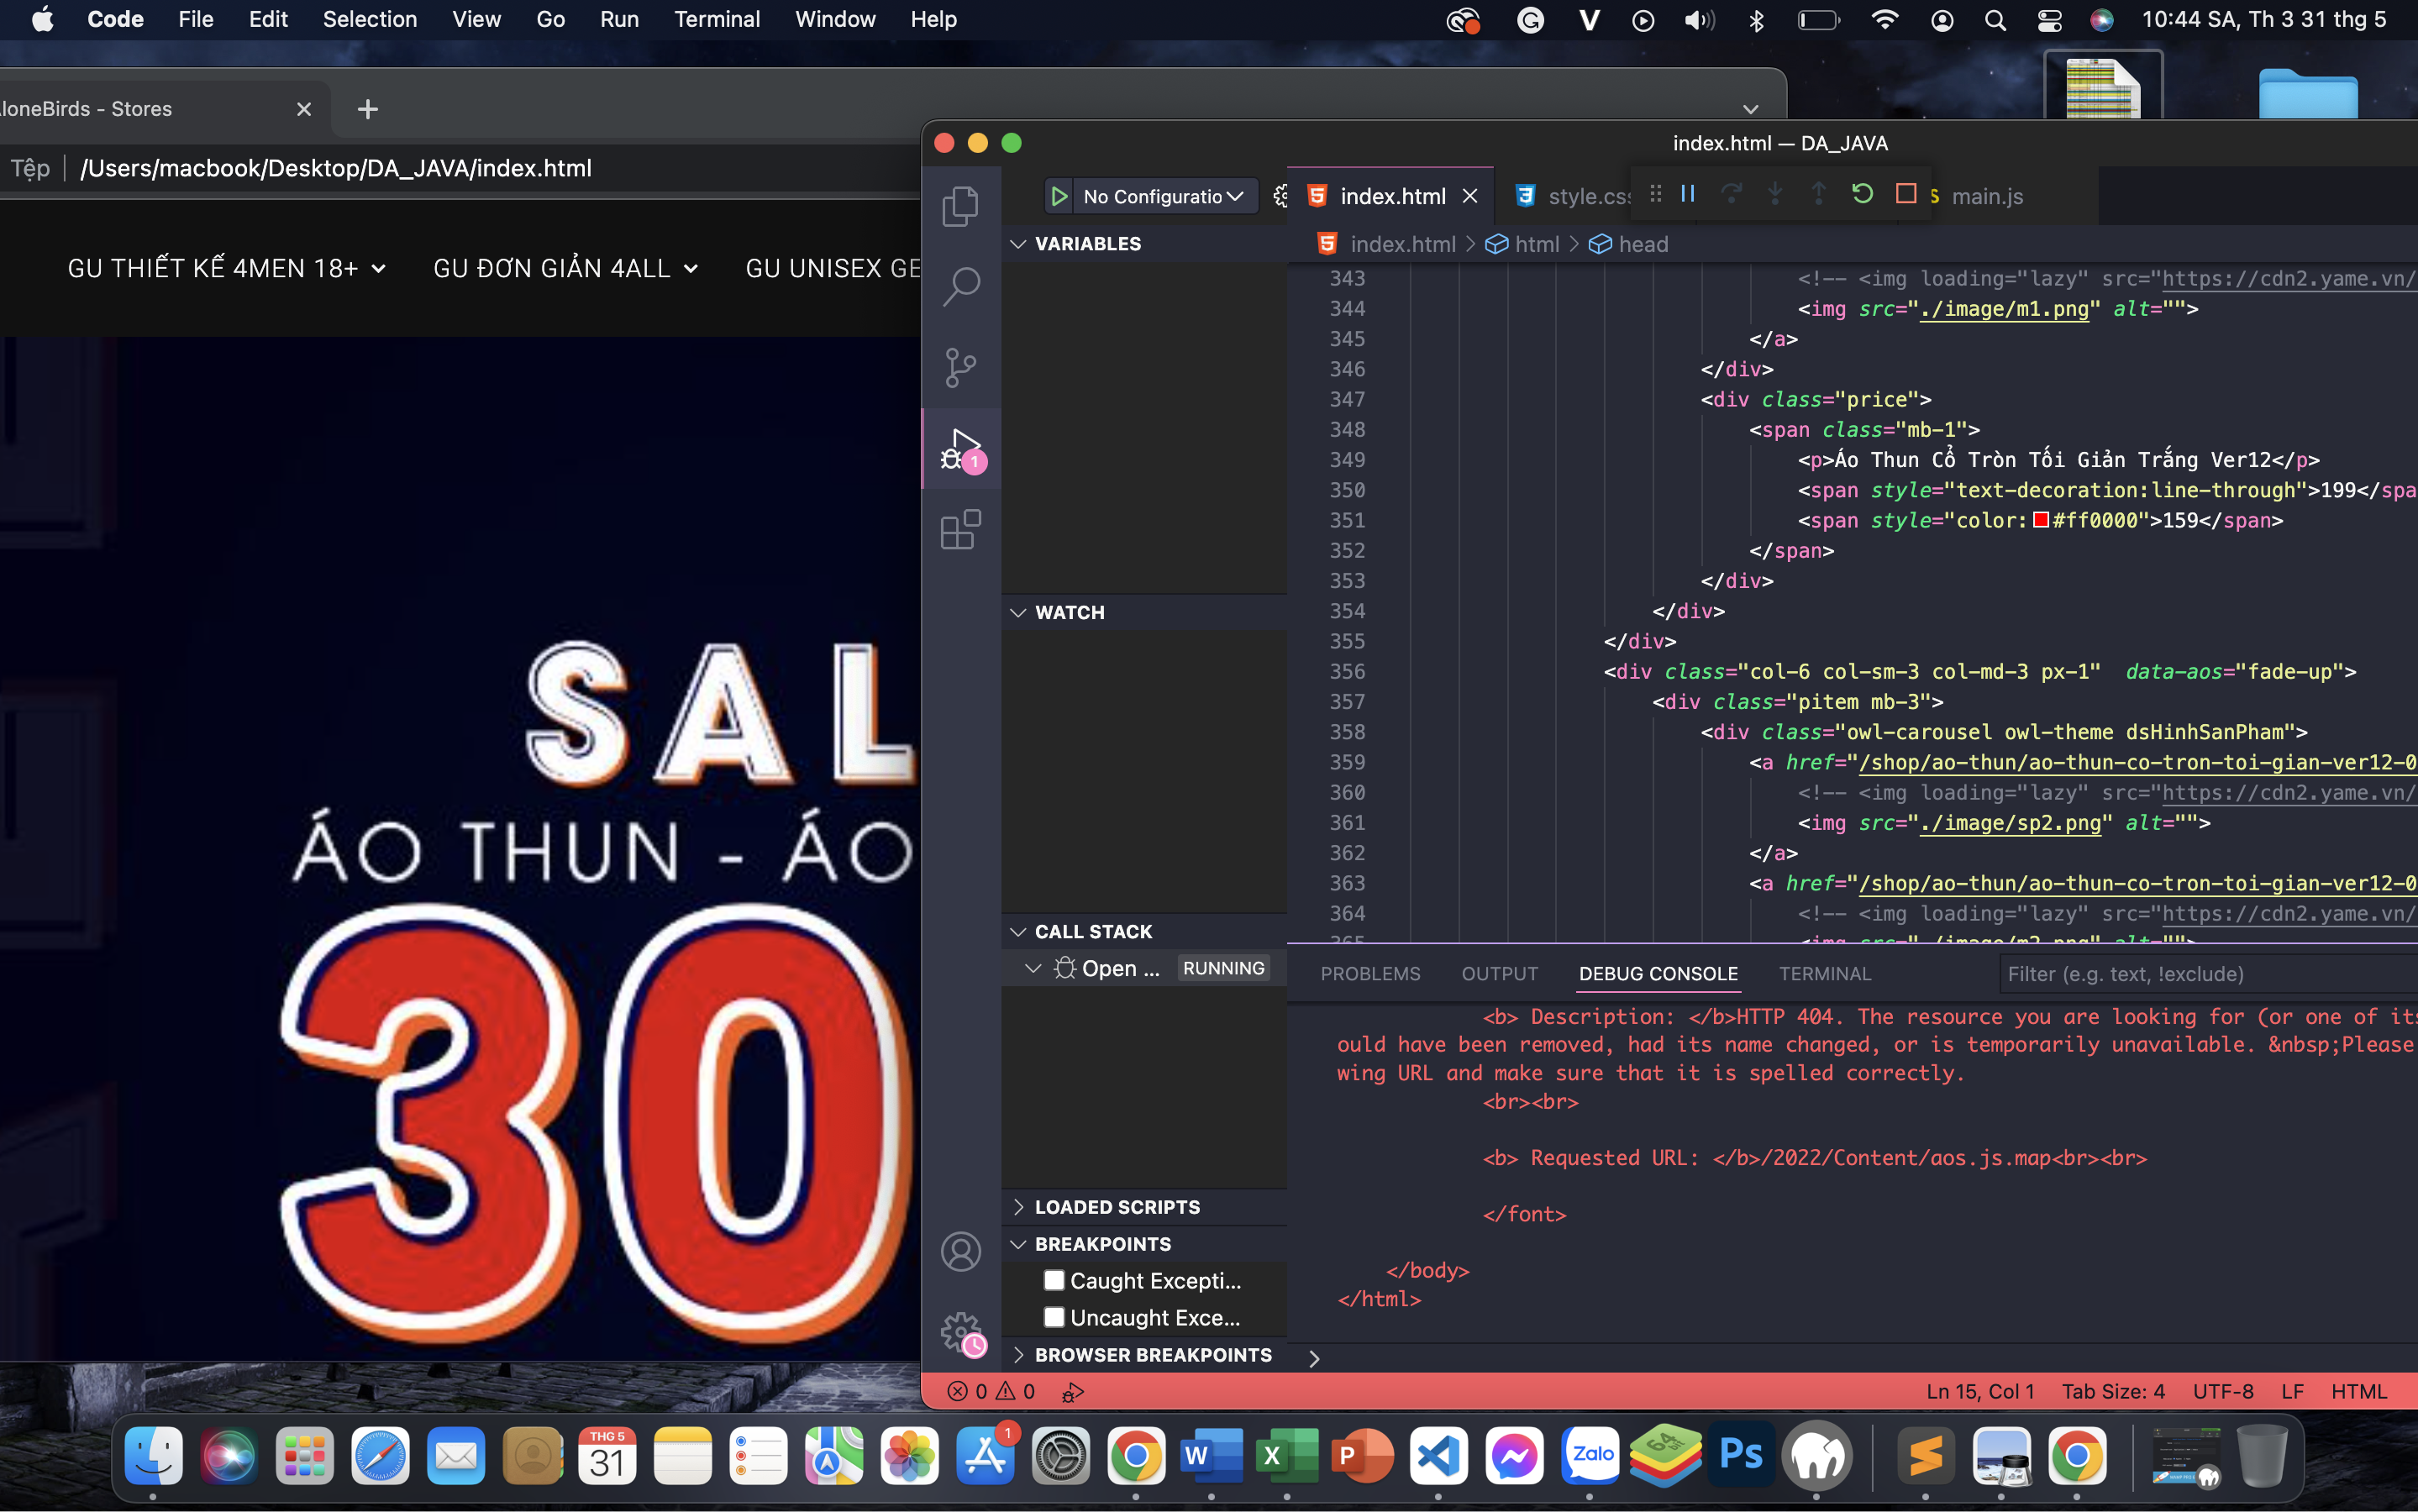 Code File Edit Selection View Go Run Terminal Window Help 10:44 SA, Th 3 31 thg 5
loneBirds - Stores
Tệp /Users/macbook/Desktop/DA_JAVA/index.html
GU THIẾT KẾ 4MEN 18+ GU ĐƠN GIẢN 4ALL GU UNISEX GE
SAL
ÁO THUN - ÁO
30
index.html — DA_JAVA
No Configuratio
index.html style.css main.js
index.html > html > head
VARIABLES
WATCH
CALL STACK
Open ... RUNNING
LOADED SCRIPTS
BREAKPOINTS
Caught Excepti...
Uncaught Exce...
BROWSER BREAKPOINTS
343 <!-- <img loading="lazy" src="https://cdn2.yame.vn/
344 <img src="./image/m1.png" alt="">
345 </a>
346 </div>
347 <div class="price">
348 <span class="mb-1">
349 <p>Áo Thun Cổ Tròn Tối Giản Trắng Ver12</p>
350 <span style="text-decoration:line-through">199</spa
351 <span style="color:#ff0000">159</span>
352 </span>
353 </div>
354 </div>
355 </div>
356 <div class="col-6 col-sm-3 col-md-3 px-1"  data-aos="fade-up">
357 <div class="pitem mb-3">
358 <div class="owl-carousel owl-theme dsHinhSanPham">
359 <a href="/shop/ao-thun/ao-thun-co-tron-toi-gian-ver12-0
360 <!-- <img loading="lazy" src="https://cdn2.yame.vn/
361 <img src="./image/sp2.png" alt="">
362 </a>
363 <a href="/shop/ao-thun/ao-thun-co-tron-toi-gian-ver12-0
364 <!-- <img loading="lazy" src="https://cdn2.yame.vn/
PROBLEMS OUTPUT DEBUG CONSOLE TERMINAL Filter (e.g. text, !exclude)
<b> Description: </b>HTTP 404. The resource you are looking for (or one of its
ould have been removed, had its name changed, or is temporarily unavailable. &nbsp;Please
wing URL and make sure that it is spelled correctly.
<br><br>
<b> Requested URL: </b>/2022/Content/aos.js.map<br><br>
</font>
</body>
</html>
0 0 Ln 15, Col 1 Tab Size: 4 UTF-8 LF HTML
THG 5
31
1
W
X
P
Zalo
64 bit
Ps